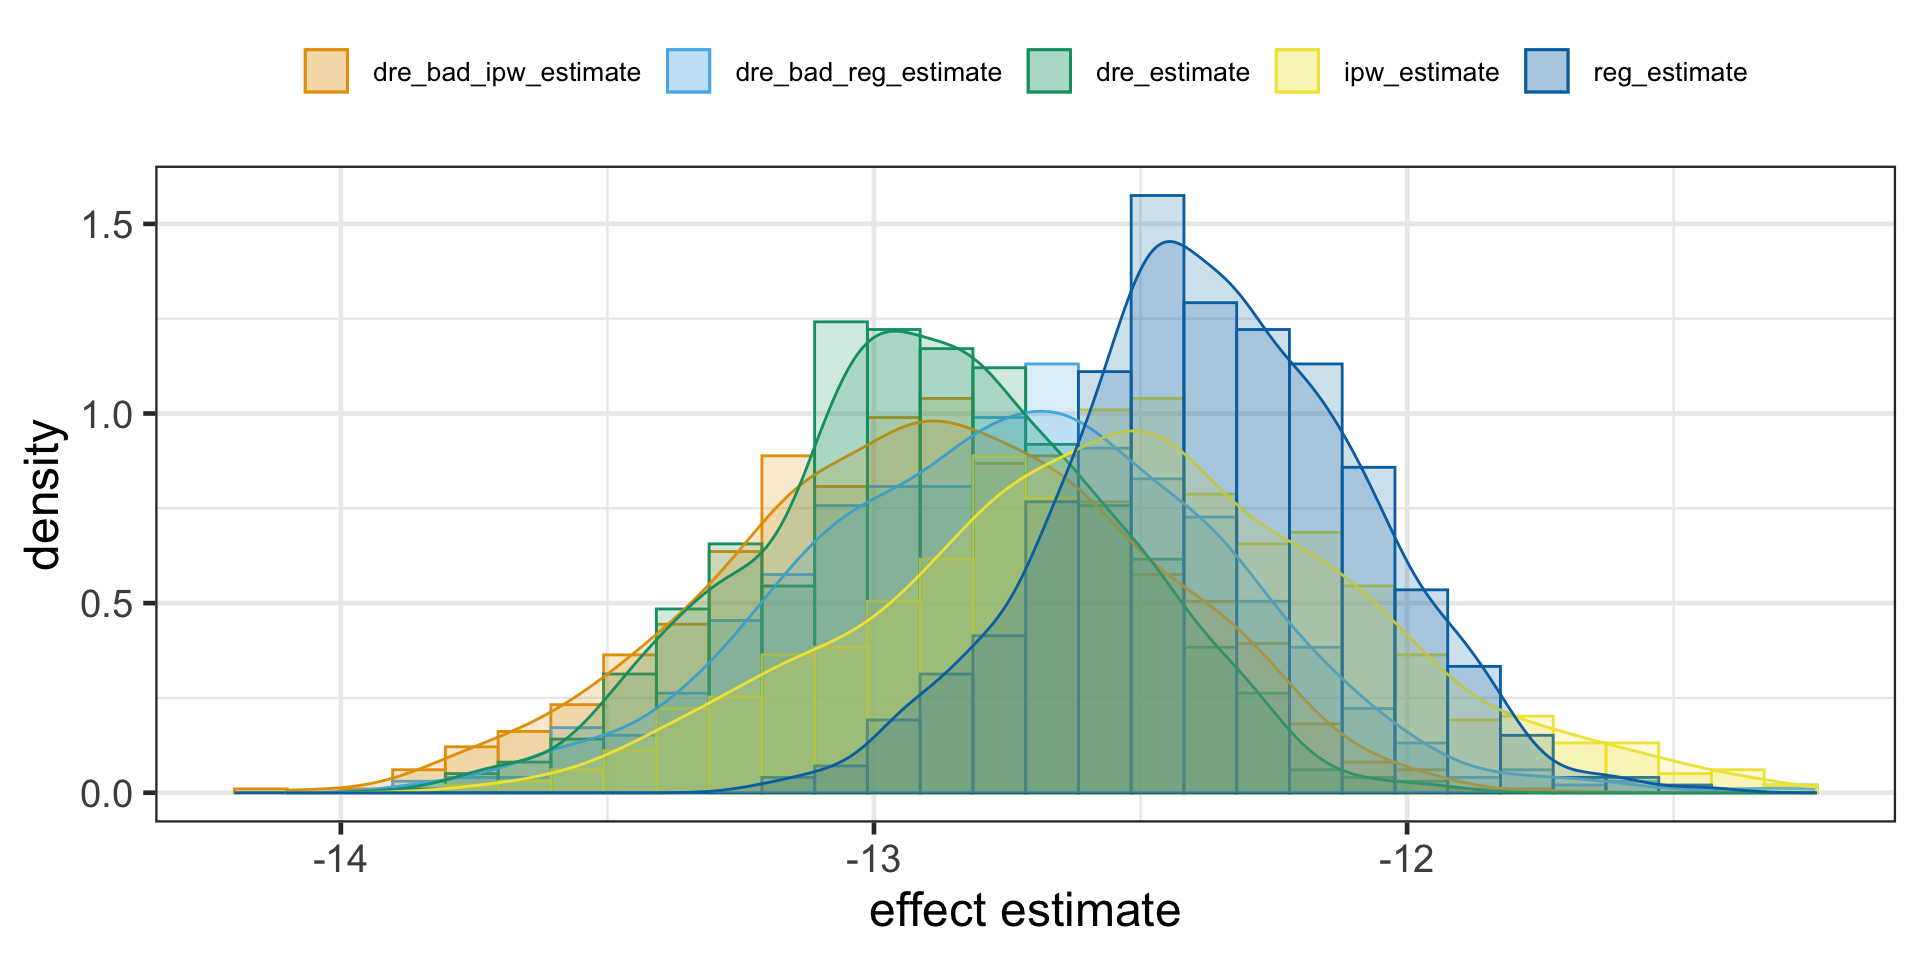 dre_bad_ipw_estimate dre_bad_reg_estimate dre_estimate ipw_estimate reg_estimate
1.5
1.0
0.5
0.0
density
-14 -13 -12
effect estimate